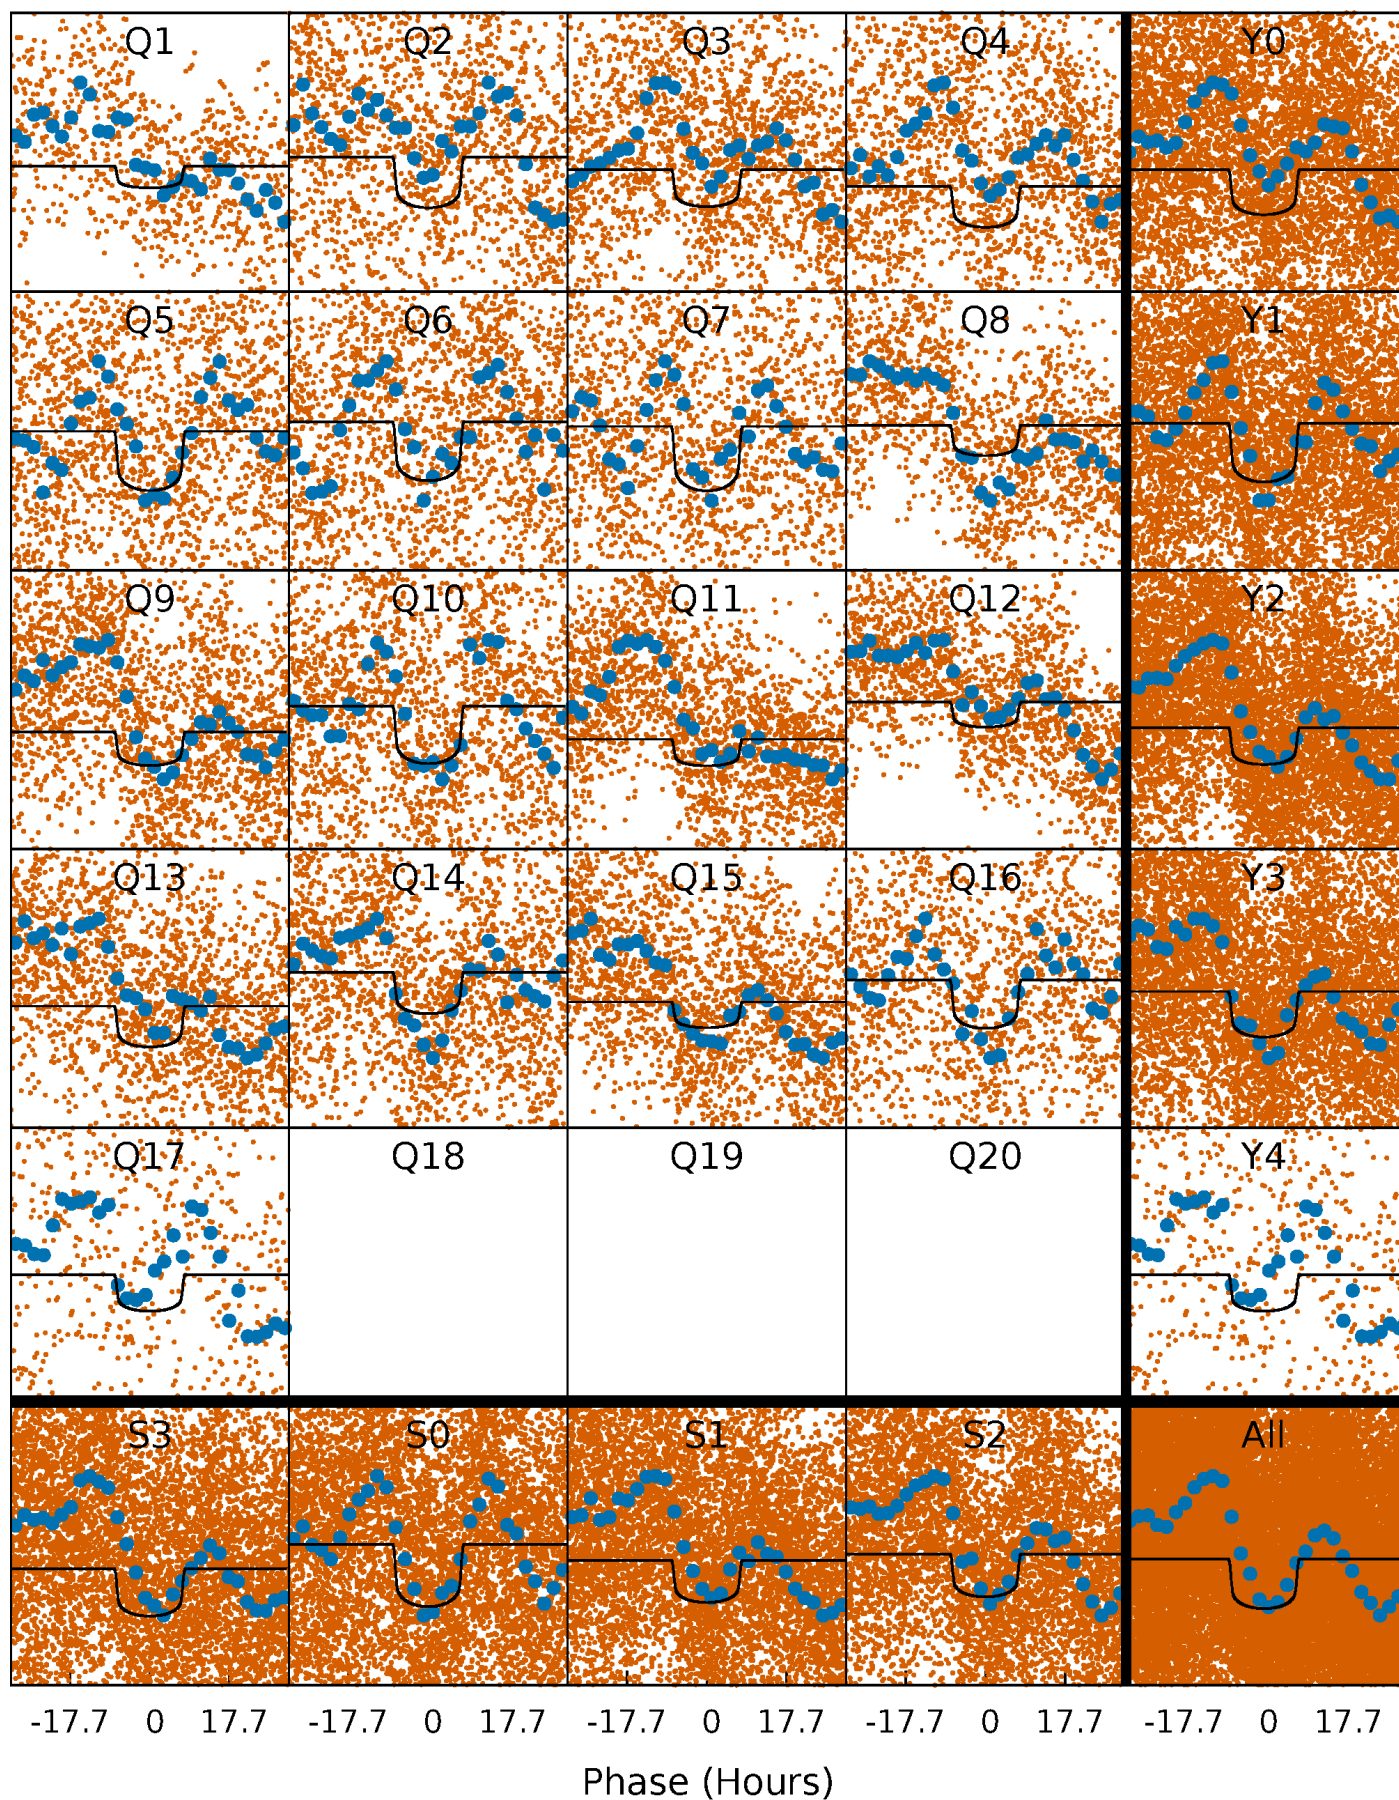 Q1 Q2 Q3 Q4 Y0
Q5 Q6 Q7 Q8 Y1
Q9 Q10 Q11 Q12 Y2
Q13 Q14 Q15 Q16 Y3
Q17 Q18 Q19 Q20 Y4
S3 S0 S1 S2 All
-17.7 0 17.7 -17.7 0 17.7 -17.7 0 17.7 -17.7 0 17.7 -17.7 0 17.7
Phase (Hours)